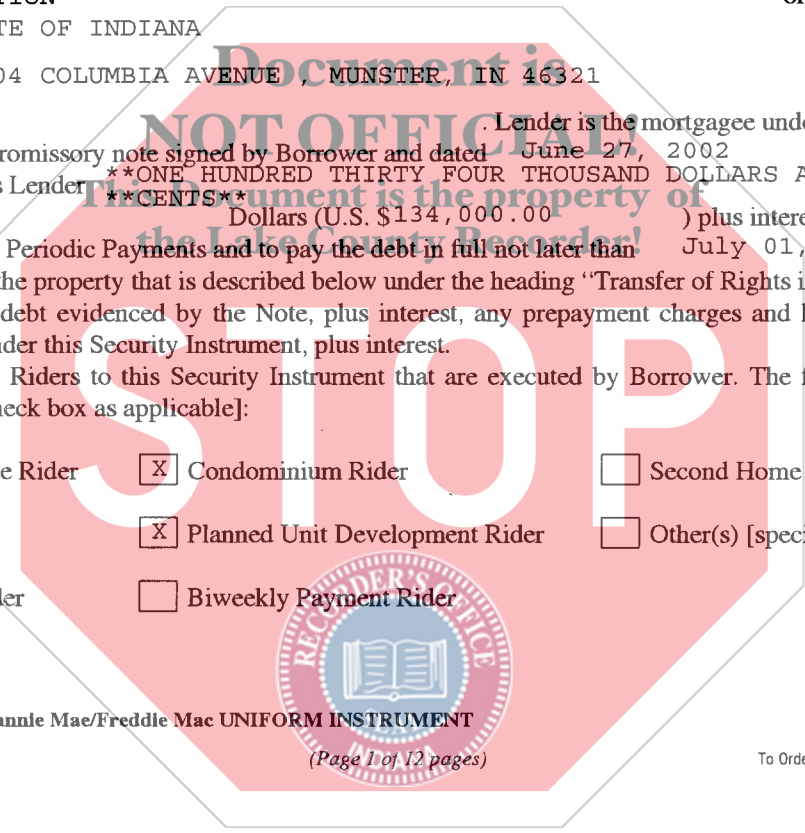 TE OF INDIANA
04 COLUMBIA AVENUE , MUNSTER, IN 46321
Document is
NOT OFFICIAL!
This Document is the property of
the Lake County Recorder!
. Lender is the mortgagee unde
romissory note signed by Borrower and dated June 27, 2002
s Lender **ONE HUNDRED THIRTY FOUR THOUSAND DOLLARS A
**CENTS**
Dollars (U.S. $134,000.00 ) plus intere
Periodic Payments and to pay the debt in full not later than July 01,
the property that is described below under the heading "Transfer of Rights i
debt evidenced by the Note, plus interest, any prepayment charges and l
nder this Security Instrument, plus interest.
Riders to this Security Instrument that are executed by Borrower. The f
heck box as applicable]:
STOP
e Rider X Condominium Rider Second Home
X Planned Unit Development Rider Other(s) [speci
der Biweekly Payment Rider
RECORDER'S OFFICE
SEAL
INDIANA
annie Mae/Freddie Mac UNIFORM INSTRUMENT
(Page 1 of 12 pages)
To Orde